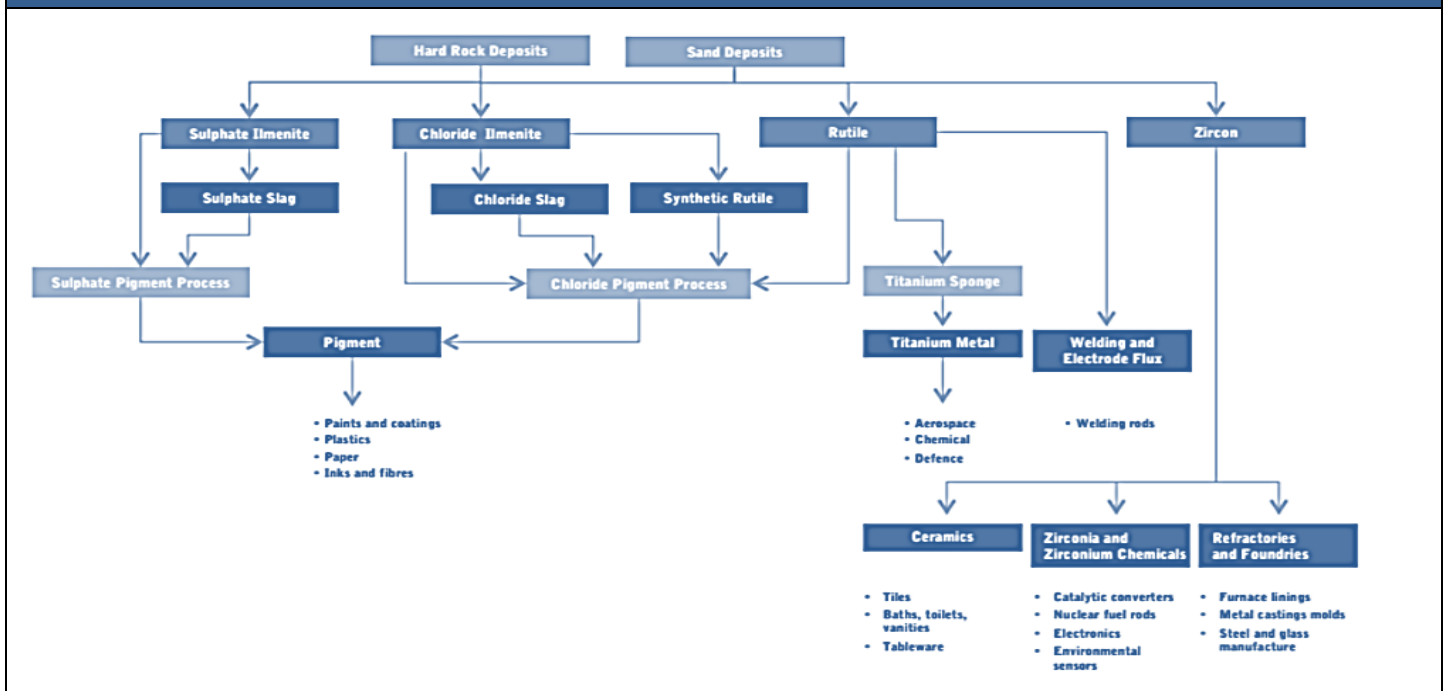 Hard Rock Deposits
Sand Deposits
Sulphate Ilmenite
Chloride Ilmenite
Rutile
Zircon
Sulphate Slag
Chloride Slag
Synthetic Rutile
Sulphate Pigment Process
Chloride Pigment Process
Titanium Sponge
Pigment
Titanium Metal
Welding and
Electrode Flux
• Paints and coatings
• Plastics
• Paper
• Inks and fibres
• Aerospace
• Chemical
• Defence
• Welding rods
Ceramics
Zirconia and
Zirconium Chemicals
Refractories
and Foundries
• Tiles
• Baths, toilets,
vanities
• Tableware
• Catalytic converters
• Nuclear fuel rods
• Electronics
• Environmental
sensors
• Furnace linings
• Metal castings molds
• Steel and glass
manufacture